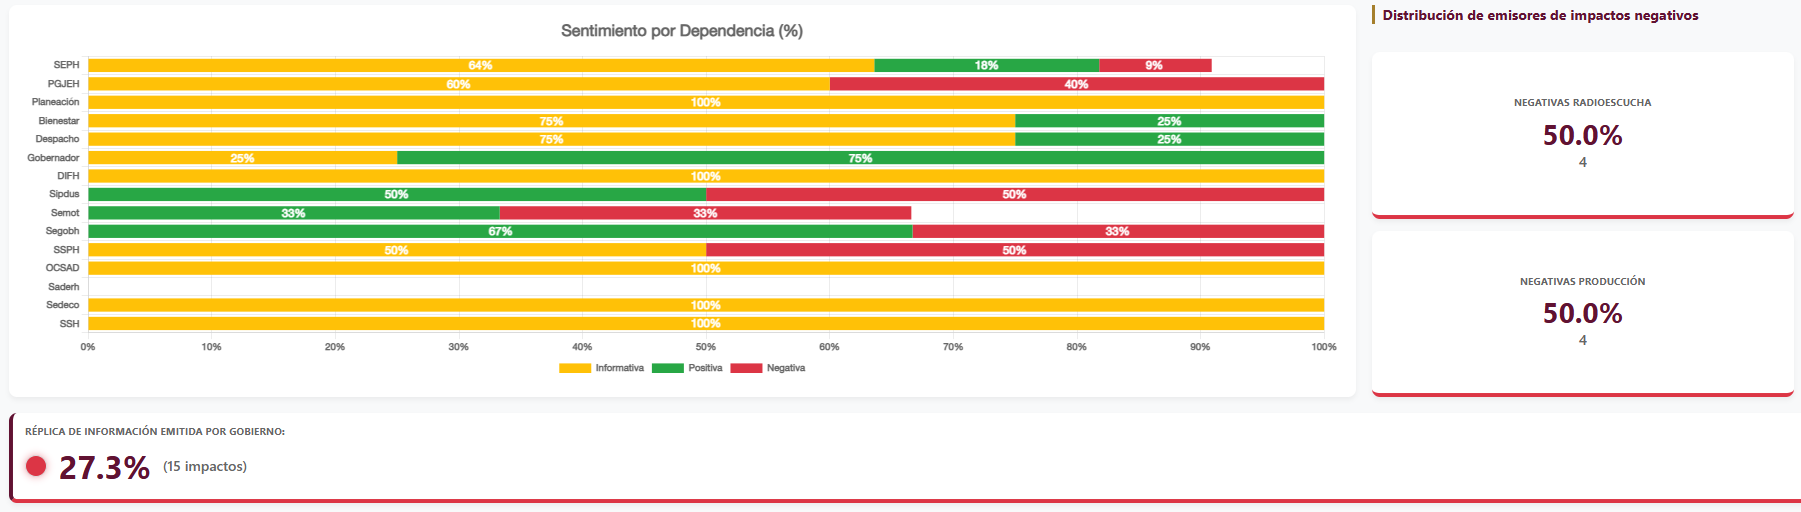 Sentimiento por Dependencia (%)
SEPH 64% 18% 9%
PGJEH 60% 40%
Planeación 100%
Bienestar 75% 25%
Despacho 75% 25%
Gobernador 25% 75%
DIFH 100%
Sipdus 50% 50%
Semot 33% 33%
Segobh 67% 33%
SSPH 50% 50%
OCSAD 100%
Saderh
Sedeco 100%
SSH 100%
0% 10% 20% 30% 40% 50% 60% 70% 80% 90% 100%
Informativa Positiva Negativa
Distribución de emisores de impactos negativos
NEGATIVAS RADIOESCUCHA
50.0%
4
NEGATIVAS PRODUCCIÓN
50.0%
4
RÉPLICA DE INFORMACIÓN EMITIDA POR GOBIERNO:
27.3% (15 impactos)